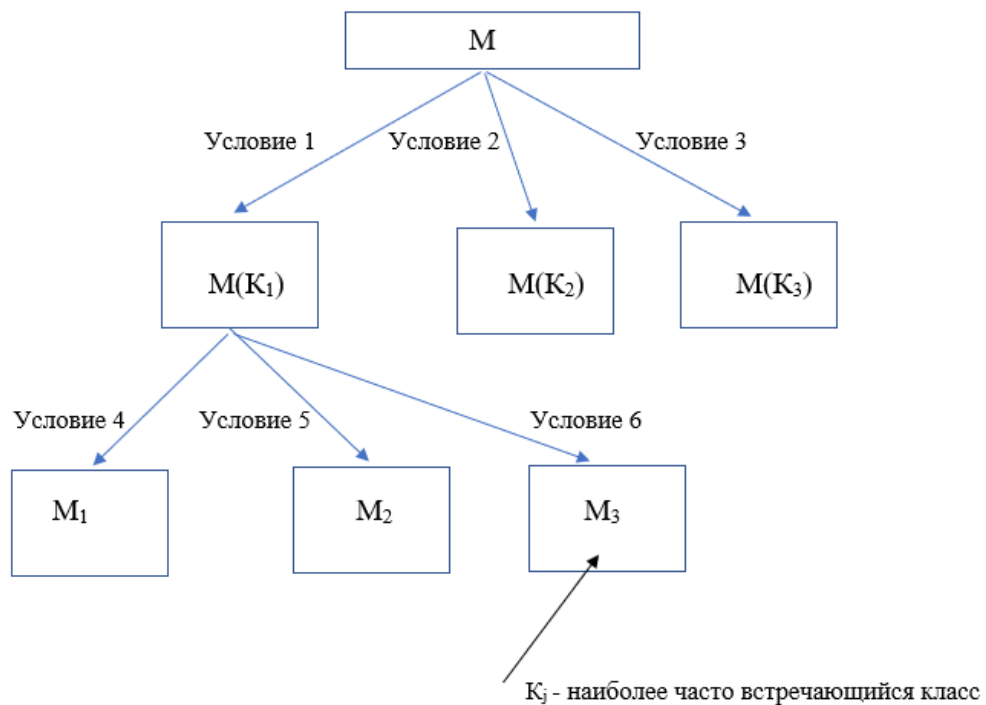 М
Условие 1
Условие 2
Условие 3
М(К₁)
М(К₂)
М(К₃)
Условие 4
Условие 5
Условие 6
М₁
М₂
М₃
Kⱼ - наиболее часто встречающийся класс